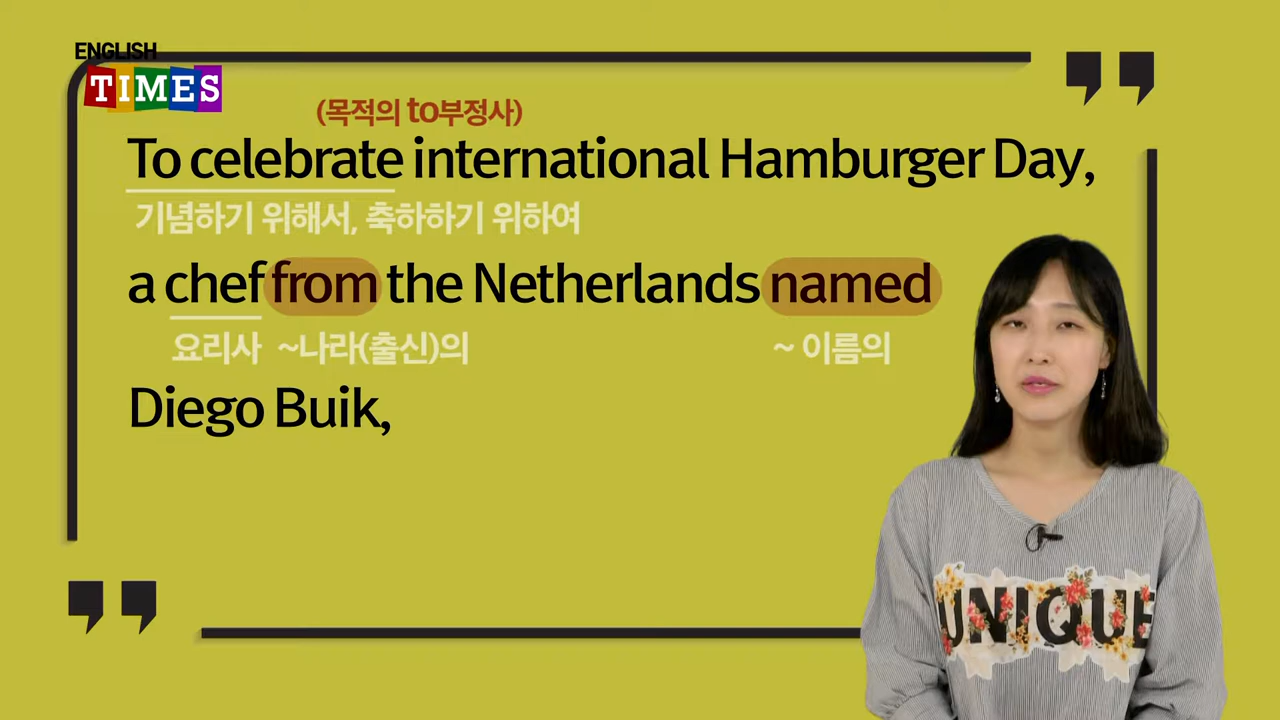 ENGLISH
TIMES
(목적의 to부정사)
To celebrate international Hamburger Day,
기념하기 위해서, 축하하기 위하여
a chef from the Netherlands named
요리사 ~나라(출신)의 ~ 이름의
Diego Buik,
UNIQUE